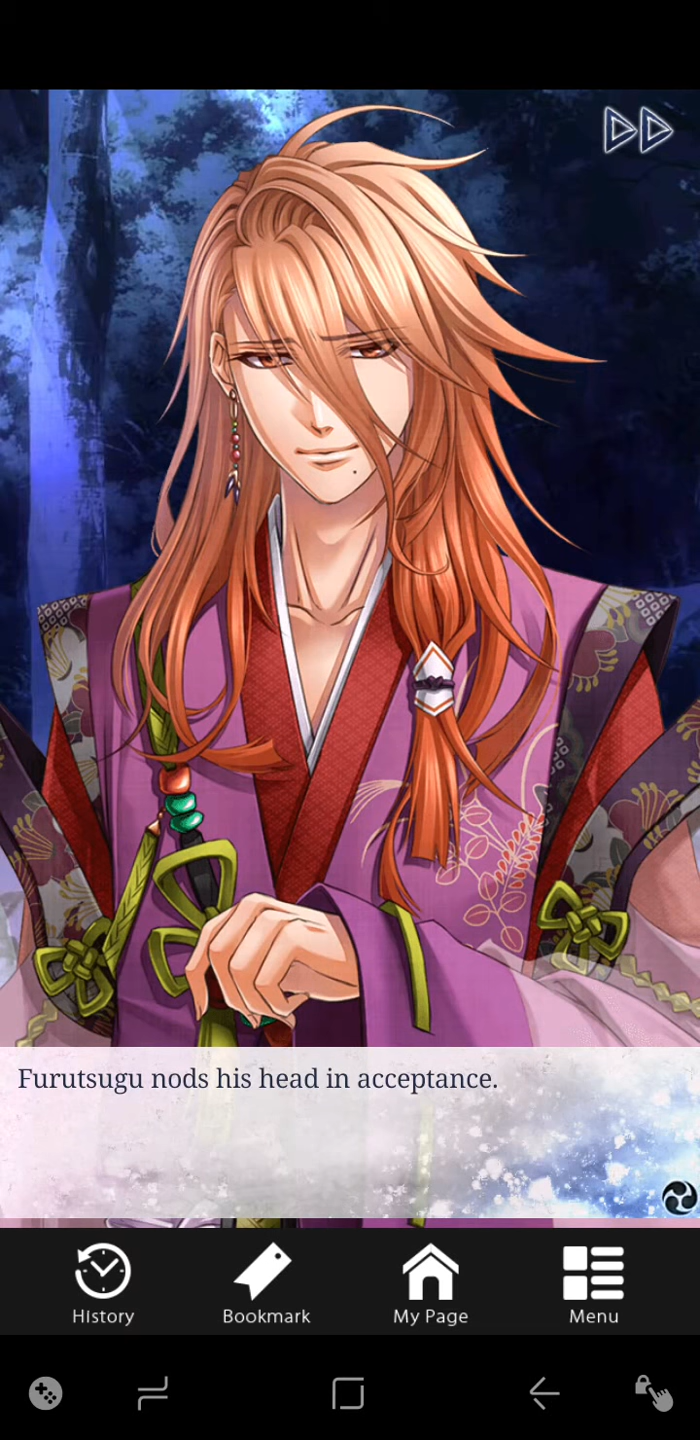 Furutsugu nods his head in acceptance.
History
Bookmark
My Page
Menu